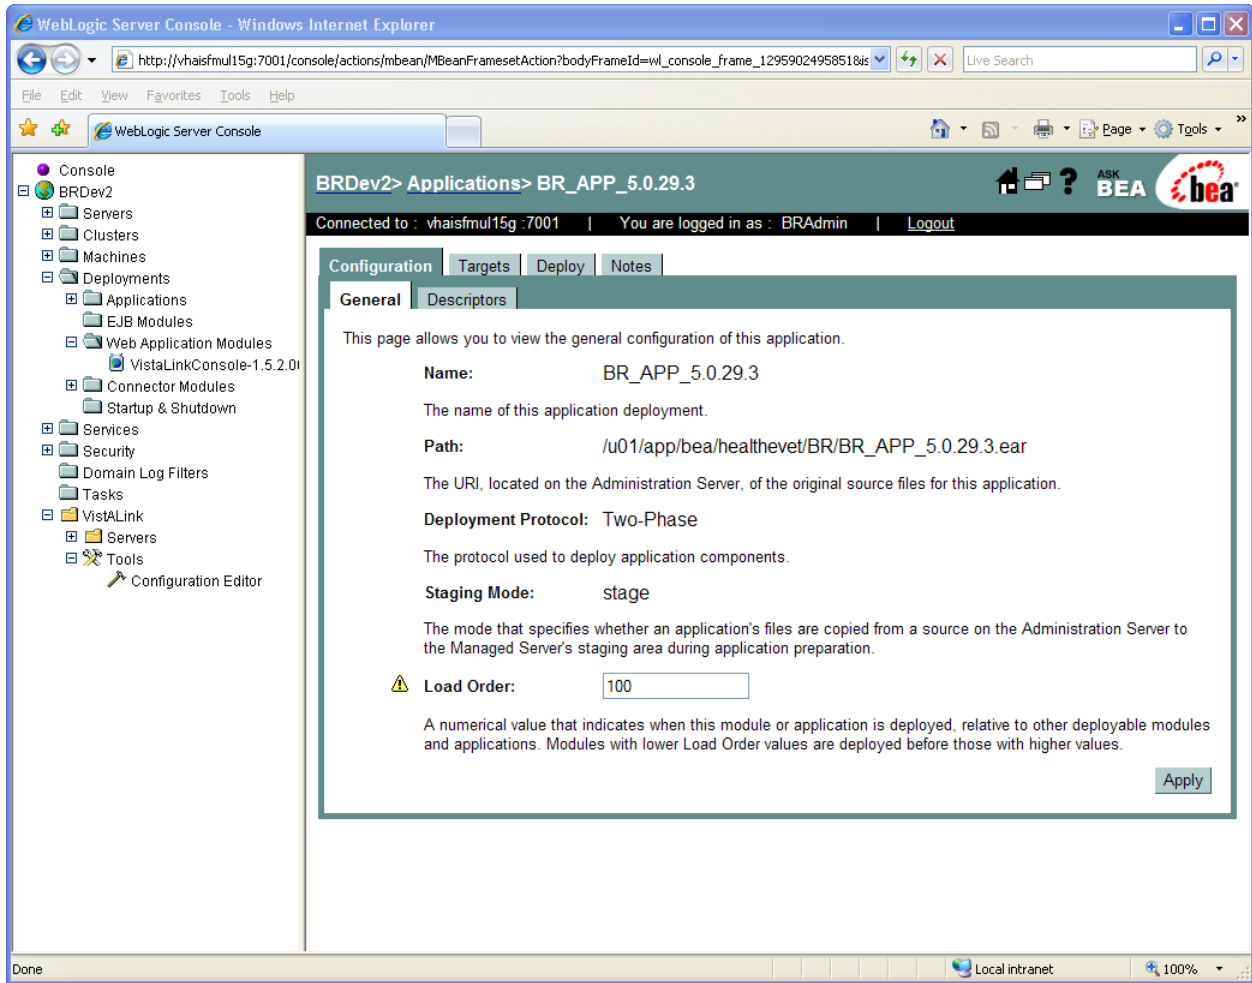 WebLogic Server Console - Windows Internet Explorer
http://vhaisfmul15g:7001/console/actions/mbean/MBeanFramesetAction?bodyFrameId=wl_console_frame_1295902495851&is
Live Search
File Edit View Favorites Tools Help
WebLogic Server Console
Page Tools
Console
BRDev2
Servers
Clusters
Machines
Deployments
Applications
EJB Modules
Web Application Modules
VistaLinkConsole-1.5.2.0
Connector Modules
Startup & Shutdown
Services
Security
Domain Log Filters
Tasks
VistALink
Servers
Tools
Configuration Editor
BRDev2> Applications> BR_APP_5.0.29.3
? ASK BEA bea
Connected to : vhaisfmul15g :7001 | You are logged in as : BRAdmin | Logout
Configuration Targets Deploy Notes
General Descriptors
This page allows you to view the general configuration of this application.
Name: BR_APP_5.0.29.3
The name of this application deployment.
Path: /u01/app/bea/healthevet/BR/BR_APP_5.0.29.3.ear
The URI, located on the Administration Server, of the original source files for this application.
Deployment Protocol: Two-Phase
The protocol used to deploy application components.
Staging Mode: stage
The mode that specifies whether an application's files are copied from a source on the Administration Server to
the Managed Server's staging area during application preparation.
Load Order: 100
A numerical value that indicates when this module or application is deployed, relative to other deployable modules
and applications. Modules with lower Load Order values are deployed before those with higher values.
Apply
Done
Local intranet
100%